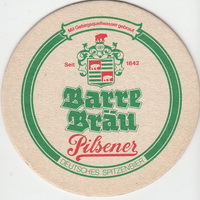 Mit Gebirgsquellwasser gebraut
Seit 1842
Barre
Bräu
Pilsener
DEUTSCHES SPITZENBIER